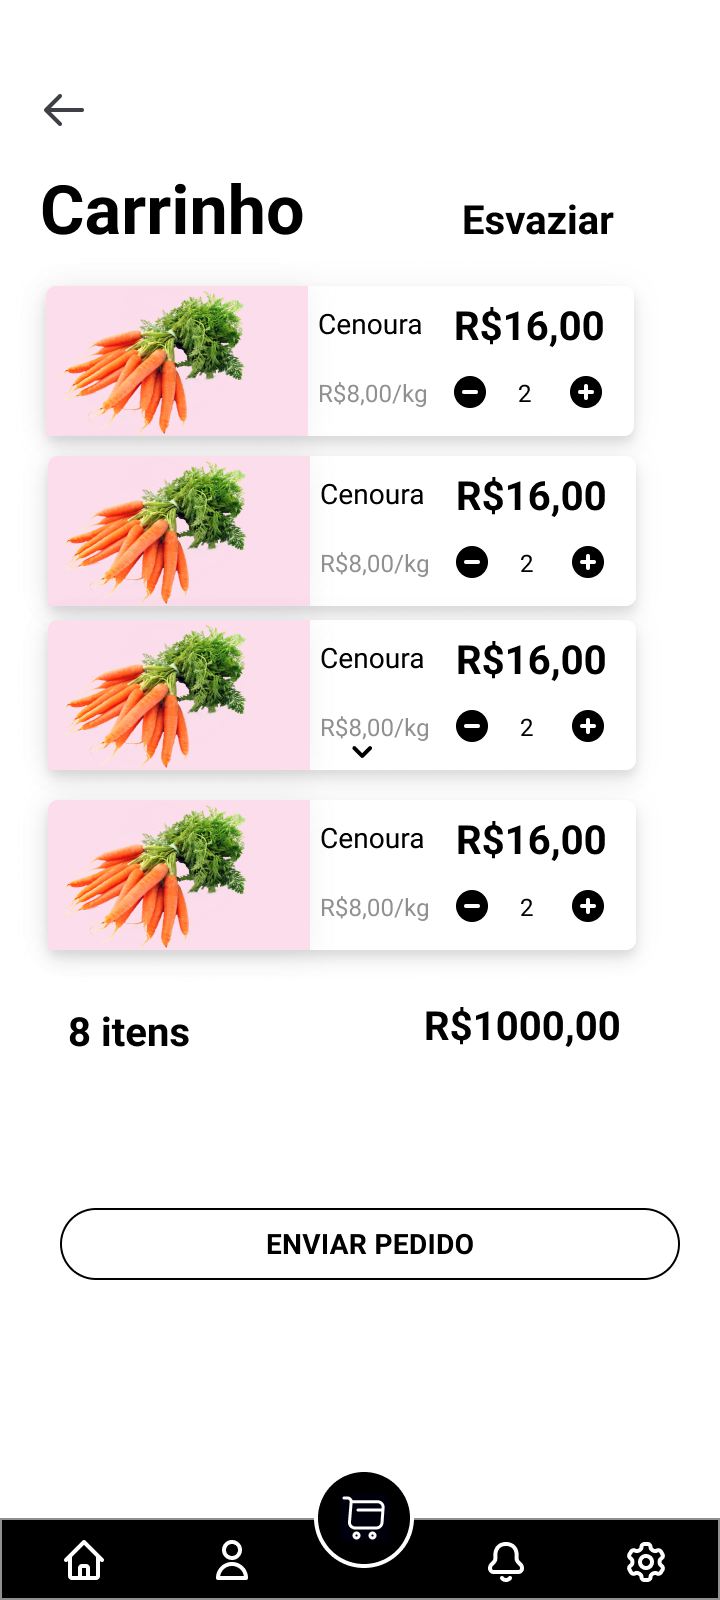 Carrinho
Esvaziar
Cenoura
R$16,00
R$8,00/kg
2
Cenoura
R$16,00
R$8,00/kg
2
Cenoura
R$16,00
R$8,00/kg
2
Cenoura
R$16,00
R$8,00/kg
2
8 itens
R$1000,00
ENVIAR PEDIDO